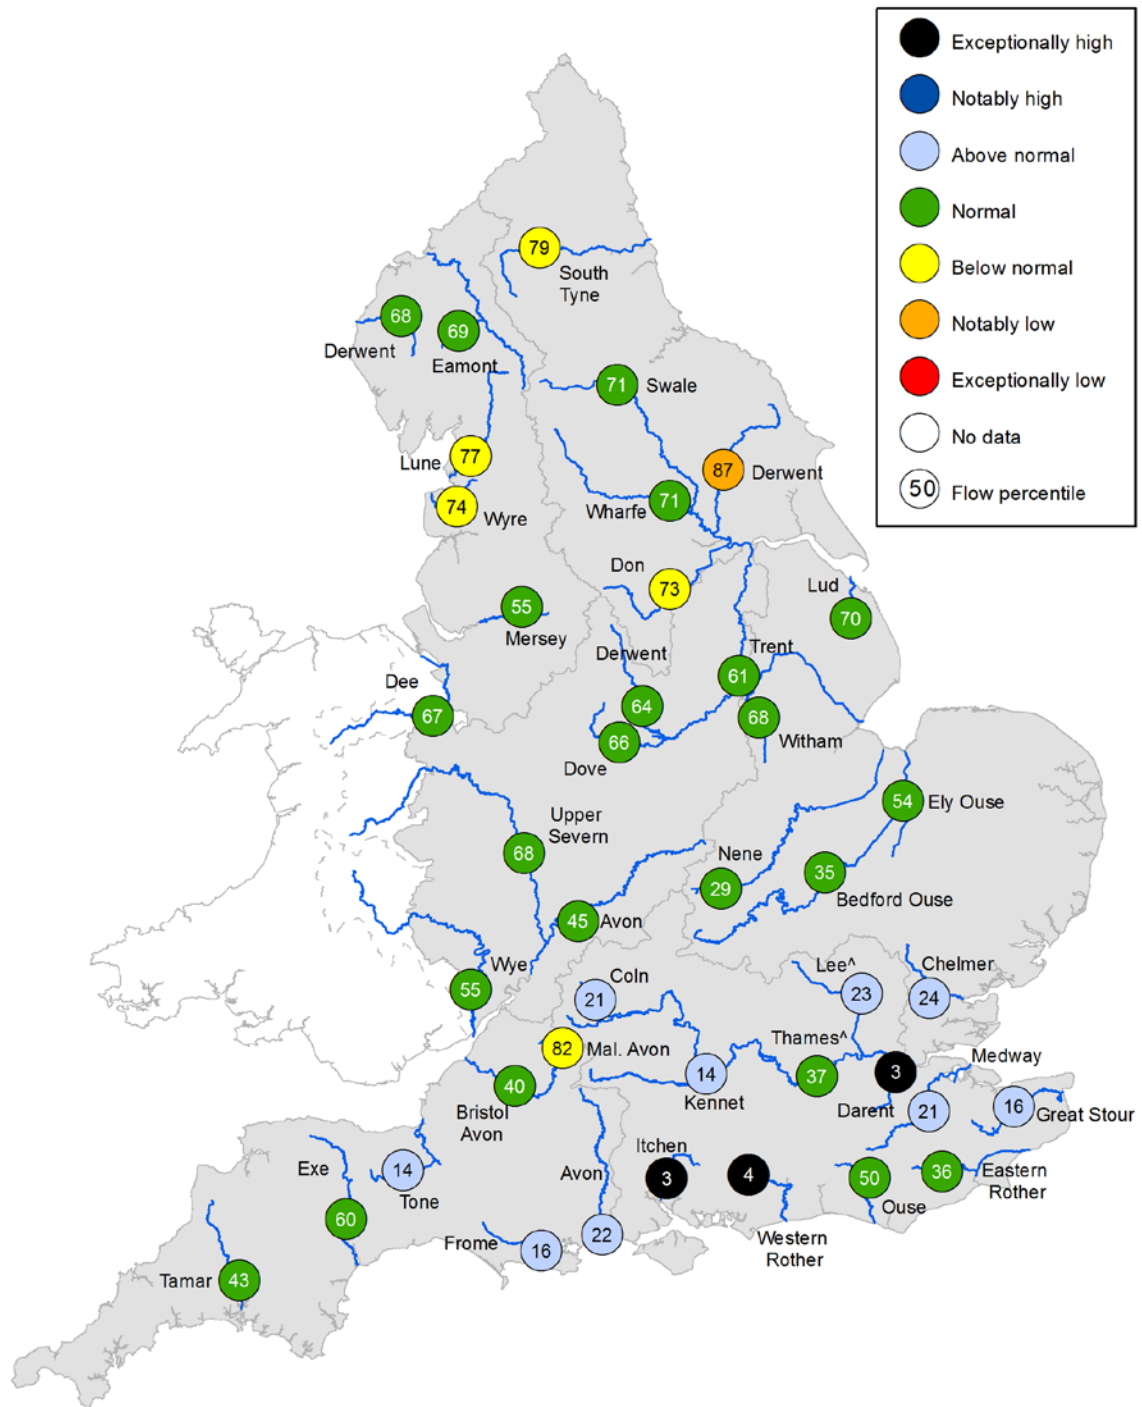 Exceptionally high
Notably high
Above normal
Normal
Below normal
Notably low
Exceptionally low
No data
50 Flow percentile
79
South
Tyne
68
Derwent
69
Eamont
71
Swale
77
Lune
87
Derwent
74
Wyre
71
Wharfe
Don
73
Lud
70
55
Mersey
Derwent
64
Trent
61
Dee
67
68
Witham
66
Dove
54
Ely Ouse
Upper
Severn
68
Nene
29
35
Bedford Ouse
45
Avon
Wye
55
Coln
21
Lee^
23
Chelmer
24
82
Mal. Avon
Thames^
37
14
Kennet
3
Darent
Medway
21
40
Bristol
Avon
16
Great Stour
Exe
60
14
Tone
Avon
22
Itchen
3
4
Western
Rother
50
Ouse
36
Eastern
Rother
Frome
16
Tamar
43